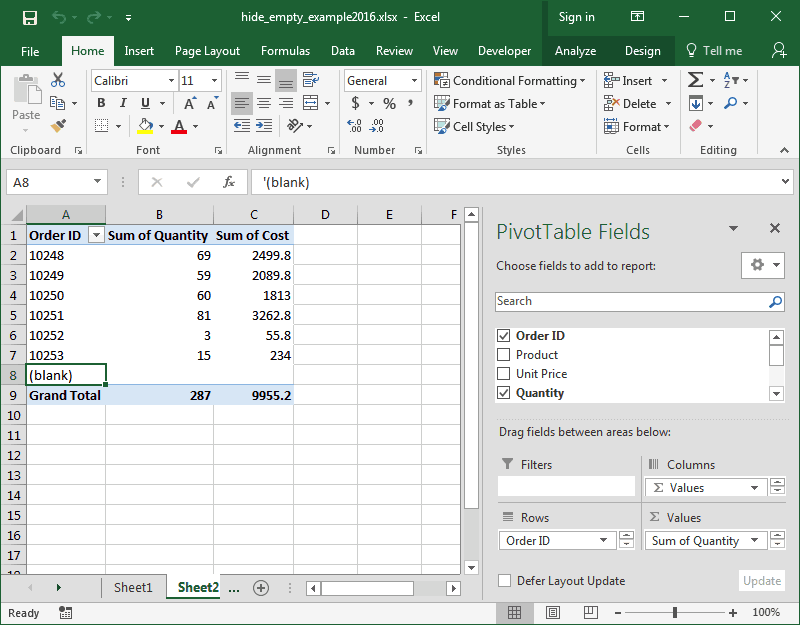 hide_empty_example2016.xlsx - Excel
Sign in
File Home Insert Page Layout Formulas Data Review View Developer Analyze Design Tell me
Paste
Calibri 11
B I U A A
A
General
$ % ,
.00
.00
Conditional Formatting
Format as Table
Cell Styles
Insert
Delete
Format
Clipboard Font Alignment Number Styles Cells Editing
A8 fx '(blank)
A B C D E F
1 Order ID Sum of Quantity Sum of Cost
2 10248 69 2499.8
3 10249 59 2089.8
4 10250 60 1813
5 10251 81 3262.8
6 10252 3 55.8
7 10253 15 234
8 (blank)
9 Grand Total 287 9955.2
10
11
12
13
14
15
16
17
PivotTable Fields
Choose fields to add to report:
Search
Order ID
Product
Unit Price
Quantity
Drag fields between areas below:
Filters
Columns
Σ Values
Rows
Order ID
Σ Values
Sum of Quantity
Defer Layout Update
Update
Sheet1 Sheet2 ...
Ready
100%